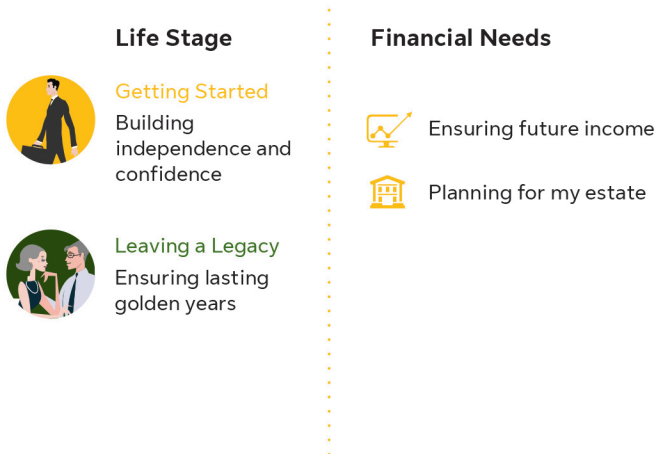 Life Stage
Getting Started
Building
independence and
confidence
Leaving a Legacy
Ensuring lasting
golden years
Financial Needs
Ensuring future income
Planning for my estate